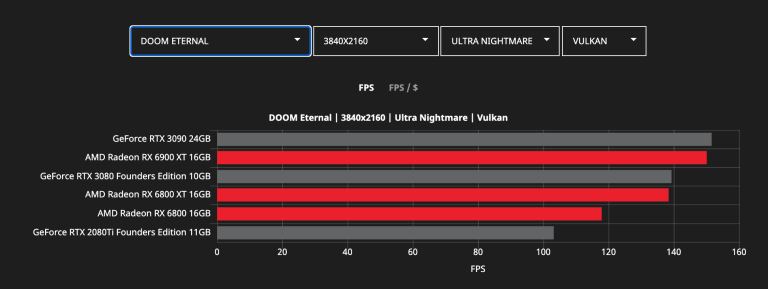 DOOM ETERNAL 3840X2160 ULTRA NIGHTMARE VULKAN
FPS FPS / $
DOOM Eternal | 3840x2160 | Ultra Nightmare | Vulkan
GeForce RTX 3090 24GB
AMD Radeon RX 6900 XT 16GB
GeForce RTX 3080 Founders Edition 10GB
AMD Radeon RX 6800 XT 16GB
AMD Radeon RX 6800 16GB
GeForce RTX 2080Ti Founders Edition 11GB
0 20 40 60 80 100 120 140 160
FPS